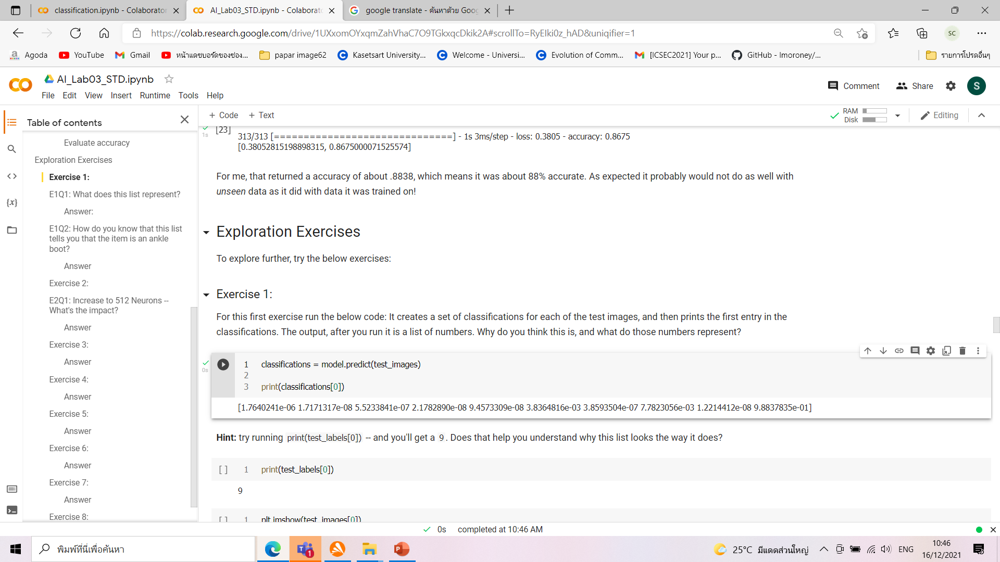 classification.ipynb - Colaborator
AI_Lab03_STD.ipynb - Colaborato
google translate - ค้นหาด้วย Goog
https://colab.research.google.com/drive/1UXxomOYxqmZahVhaC7O9TGkxqcDkik2A#scrollTo=RyEIki0z_hAD&uniqifier=1
SC
Agoda
YouTube
Gmail
หน้าแดชบอร์ดของช่อง...
papar image62
Kasetsart University...
Welcome - Universi...
Evolution of Comm...
[ICSEC2021] Your p...
GitHub - lmoroney/...
รายการโปรดอื่นๆ
AI_Lab03_STD.ipynb
File Edit View Insert Runtime Tools Help
Comment
Share
S
Table of contents
+ Code + Text
RAM
Disk
Editing
Evaluate accuracy
Exploration Exercises
Exercise 1:
E1Q1: What does this list represent?
Answer:
E1Q2: How do you know that this list
tells you that the item is an ankle
boot?
Answer
Exercise 2:
E2Q1: Increase to 512 Neurons --
What's the impact?
Answer
Exercise 3:
Answer
Exercise 4:
Answer
Exercise 5:
Answer
Exercise 6:
Answer
Exercise 7:
Answer
Exercise 8:
1s
[23]
313/313 [==============================] - 1s 3ms/step - loss: 0.3805 - accuracy: 0.8675
[0.38052815198898315, 0.8675000071525574]
For me, that returned a accuracy of about .8838, which means it was about 88% accurate. As expected it probably would not do as well with
unseen data as it did with data it was trained on!
Exploration Exercises
To explore further, try the below exercises:
Exercise 1:
For this first exercise run the below code: It creates a set of classifications for each of the test images, and then prints the first entry in the
classifications. The output, after you run it is a list of numbers. Why do you think this is, and what do those numbers represent?
0s
1 classifications = model.predict(test_images)
2
3 print(classifications[0])
[1.7640241e-06 1.7171317e-08 5.5233841e-07 2.1782890e-08 9.4573309e-08 3.8364816e-03 3.8593504e-07 7.7823056e-03 1.2214412e-08 9.8837835e-01]
Hint: try running print(test_labels[0]) -- and you'll get a 9. Does that help you understand why this list looks the way it does?
[ ] 1 print(test_labels[0])
9
[ ] 1 plt.imshow(test_images[0])
0s completed at 10:46 AM
พิมพ์ที่นี่เพื่อค้นหา
1
25°C มีแดดส่วนใหญ่
ENG
10:46
16/12/2021